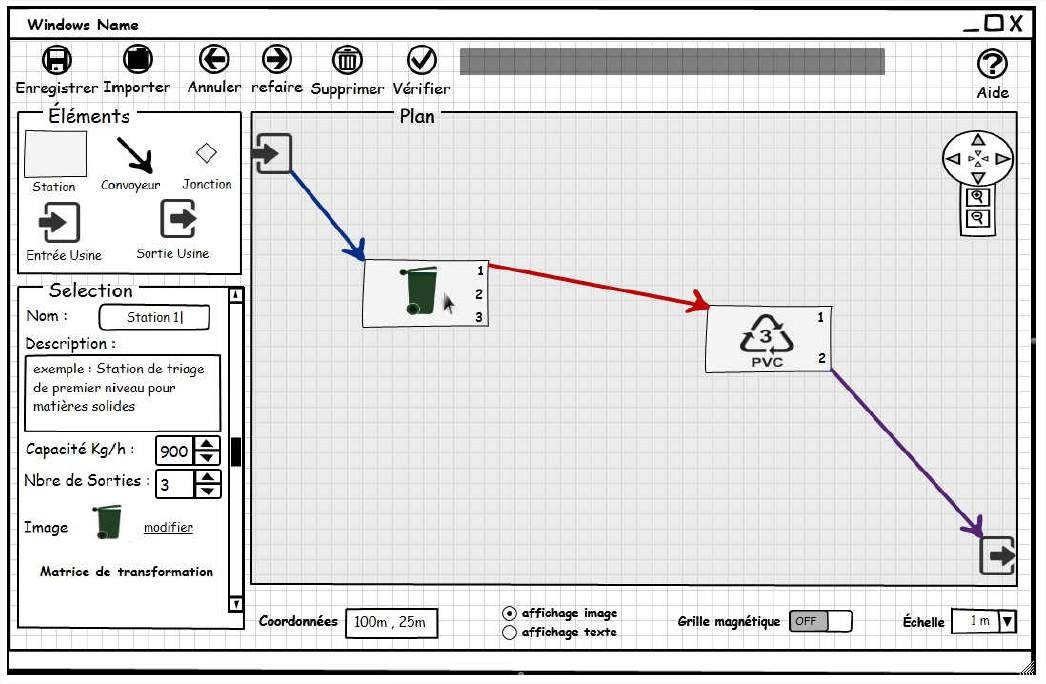 Windows Name
X
Enregistrer Importer Annuler refaire Supprimer Vérifier
?
Aide
Éléments
Station
Convoyeur
Jonction
Entrée Usine
Sortie Usine
Selection
Nom : Station 1
Description :
exemple : Station de triage
de premier niveau pour
matières solides
Capacité Kg/h : 900
Nbre de Sorties : 3
Image modifier
Matrice de transformation
Plan
1
2
3
3
PVC
1
2
Coordonnées 100m , 25m
affichage image
affichage texte
Grille magnétique OFF
Échelle 1 m